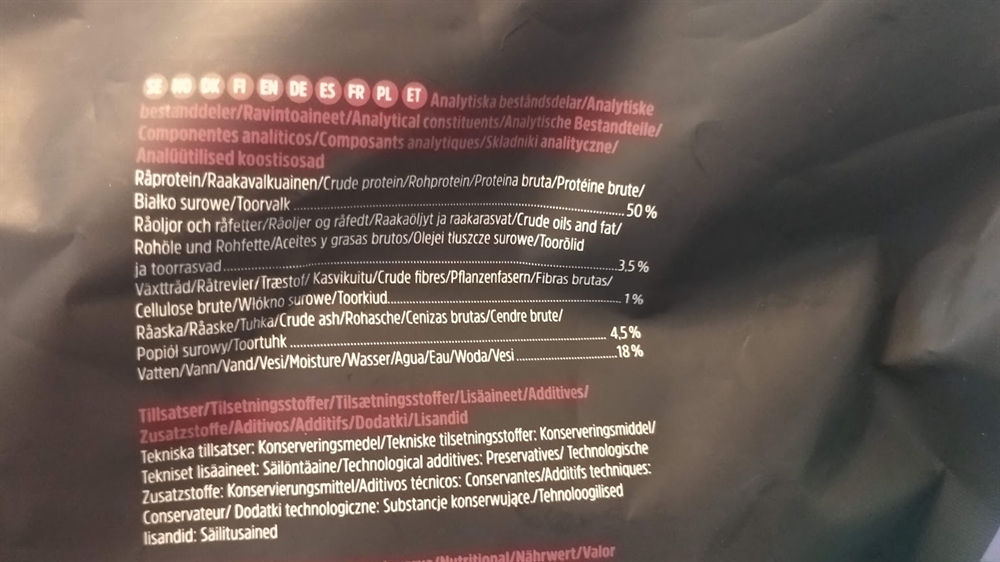 SE NO DK FI EN DE ES FR PL ET Analytiska beståndsdelar/Analytiske
bestanddeler/Ravintoaineet/Analytical constituents/Analytische Bestandteile/
Componentes analíticos/Composants analytiques/Składniki analityczne/
Analüütilised koostisosad
Råprotein/Raakavalkuainen/Crude protein/Rohprotein/Proteina bruta/Protéine brute/
Białko surowe/Toorvalk 50 %
Råoljor och råfetter/Råoljer og råfedt/Raakaöljyt ja raakarasvat/Crude oils and fat/
Rohöle und Rohfette/Aceites y grasas brutos/Olejei tłuszcze surowe/Toorõlid
ja toorrasvad 3,5 %
Växttråd/Råtrevler/Træstof/ Kasvikuitu/Crude fibres/Pflanzenfasern/Fibras brutas/
Cellulose brute/Włókno surowe/Toorkiud 1 %
Råaska/Råaske/Tuhka/Crude ash/Rohasche/Cenizas brutas/Cendre brute/
Popiół surowy/Toortuhk 4,5 %
Vatten/Vann/Vand/Vesi/Moisture/Wasser/Agua/Eau/Woda/Vesi 18 %
Tillsatser/Tilsetningsstoffer/Tilsætningsstoffer/Lisäaineet/Additives/
Zusatzstoffe/Aditivos/Additifs/Dodatki/Lisandid
Tekniska tillsatser: Konserveringsmedel/Tekniske tilsetningsstoffer: Konserveringsmiddel/
Tekniset lisäaineet: Säilöntäaine/Technological additives: Preservatives/ Technologische
Zusatzstoffe: Konservierungsmittel/Aditivos técnicos: Conservantes/Additifs techniques:
Conservateur/ Dodatki technologiczne: Substancje konserwujące./Tehnoloogilised
lisandid: Säilitusained
/Nutritional/Nährwert/Valor